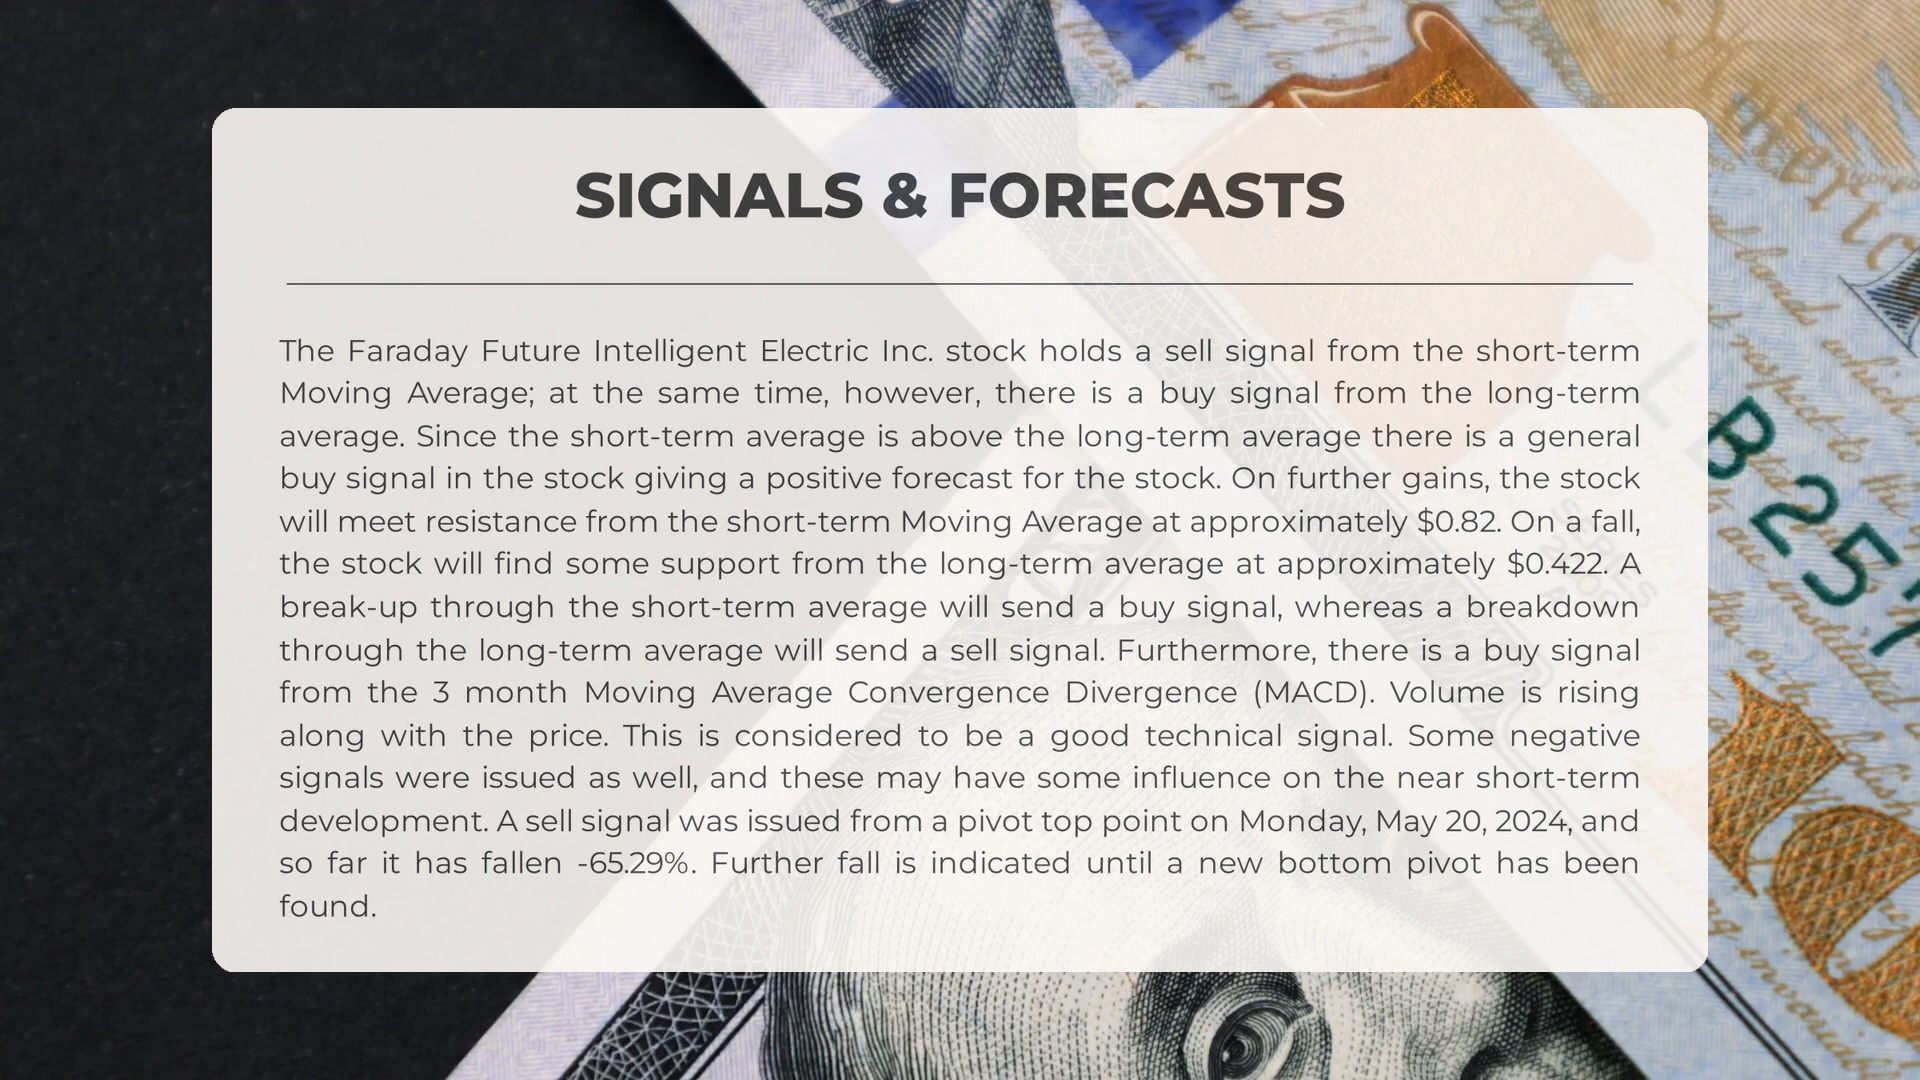 SIGNALS & FORECASTS
The Faraday Future Intelligent Electric Inc. stock holds a sell signal from the short-term
Moving Average; at the same time, however, there is a buy signal from the long-term
average. Since the short-term average is above the long-term average there is a general
buy signal in the stock giving a positive forecast for the stock. On further gains, the stock
will meet resistance from the short-term Moving Average at approximately $0.82. On a fall,
the stock will find some support from the long-term average at approximately $0.422. A
break-up through the short-term average will send a buy signal, whereas a breakdown
through the long-term average will send a sell signal. Furthermore, there is a buy signal
from the 3 month Moving Average Convergence Divergence (MACD). Volume is rising
along with the price. This is considered to be a good technical signal. Some negative
signals were issued as well, and these may have some influence on the near short-term
development. A sell signal was issued from a pivot top point on Monday, May 20, 2024, and
so far it has fallen -65.29%. Further fall is indicated until a new bottom pivot has been
found.
LB257